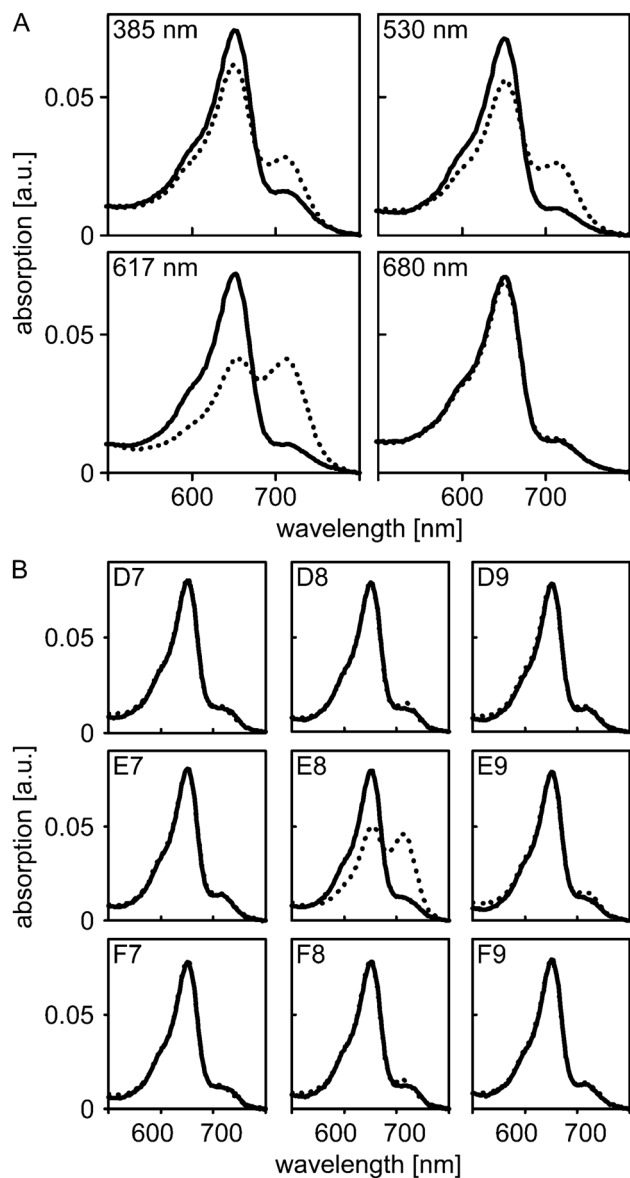 A
385 nm
530 nm
0.05
0
617 nm
680 nm
0.05
0
absorption [a.u.]
600 700 600 700
wavelength [nm]
B
D7 D8 D9
0.05
0
E7 E8 E9
0.05
0
F7 F8 F9
0.05
0
absorption [a.u.]
600 700 600 700 600 700
wavelength [nm]